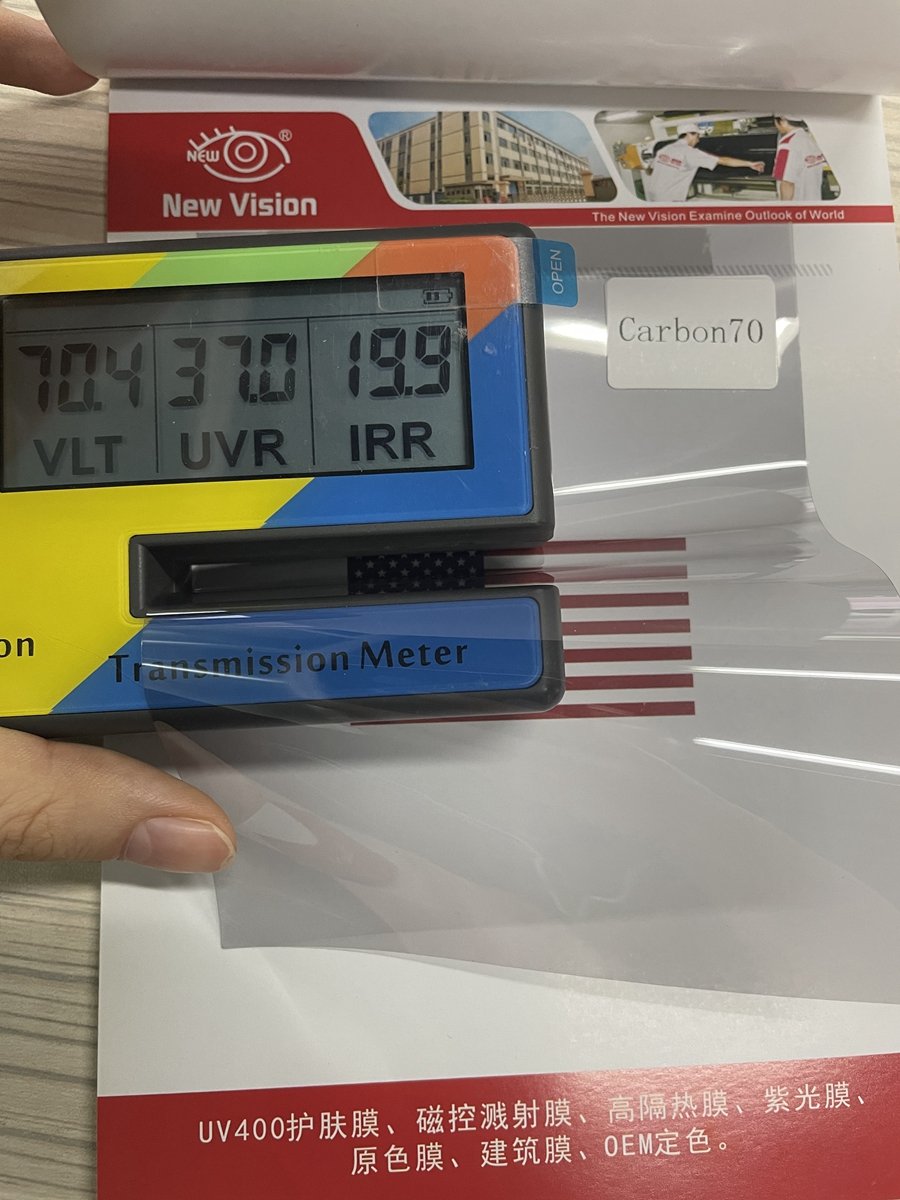 NEW ®
New Vision
The New Vision Examine Outlook of World
OPEN
Carbon70
70.4 37.0 19.9
VLT UVR IRR
on
Transmission Meter
UV400护肤膜、磁控溅射膜、高隔热膜、紫光膜、
原色膜、建筑膜、OEM定色。